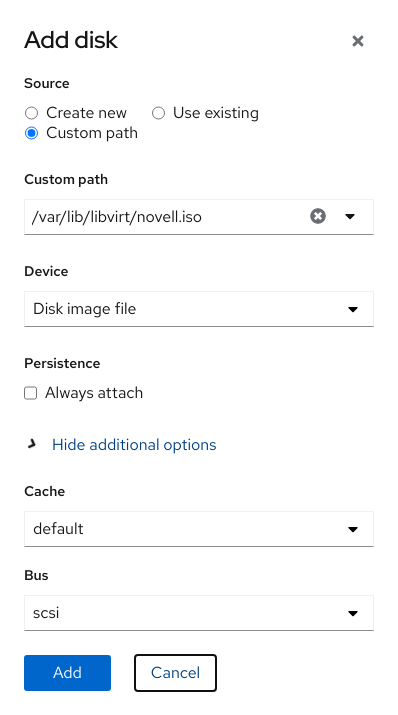 Add disk
Source
Create new Use existing
Custom path
Custom path
/var/lib/libvirt/novell.iso
Device
Disk image file
Persistence
Always attach
Hide additional options
Cache
default
Bus
scsi
Add Cancel